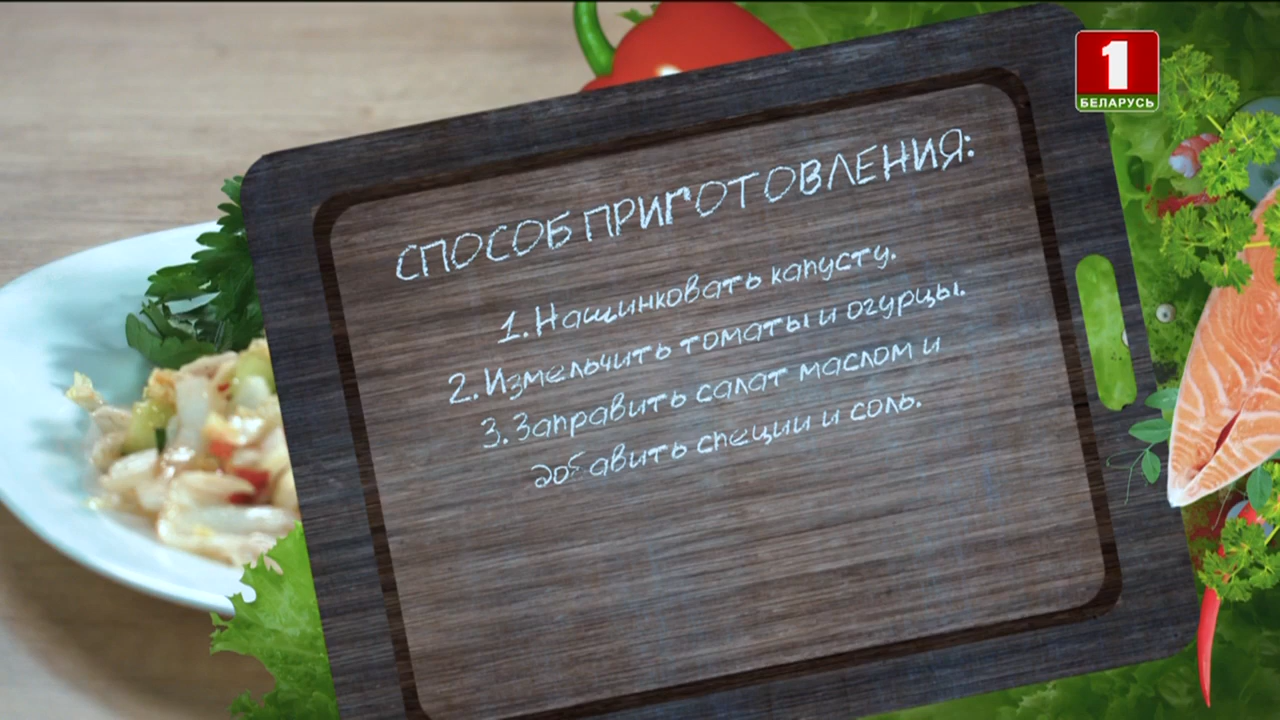 1
БЕЛАРУСЬ
СПОСОБ ПРИГОТОВЛЕНИЯ:
1. Нашинковать капусту.
2. Измельчить томаты и огурцы.
3. Заправить салат маслом и
добавить специи и соль.